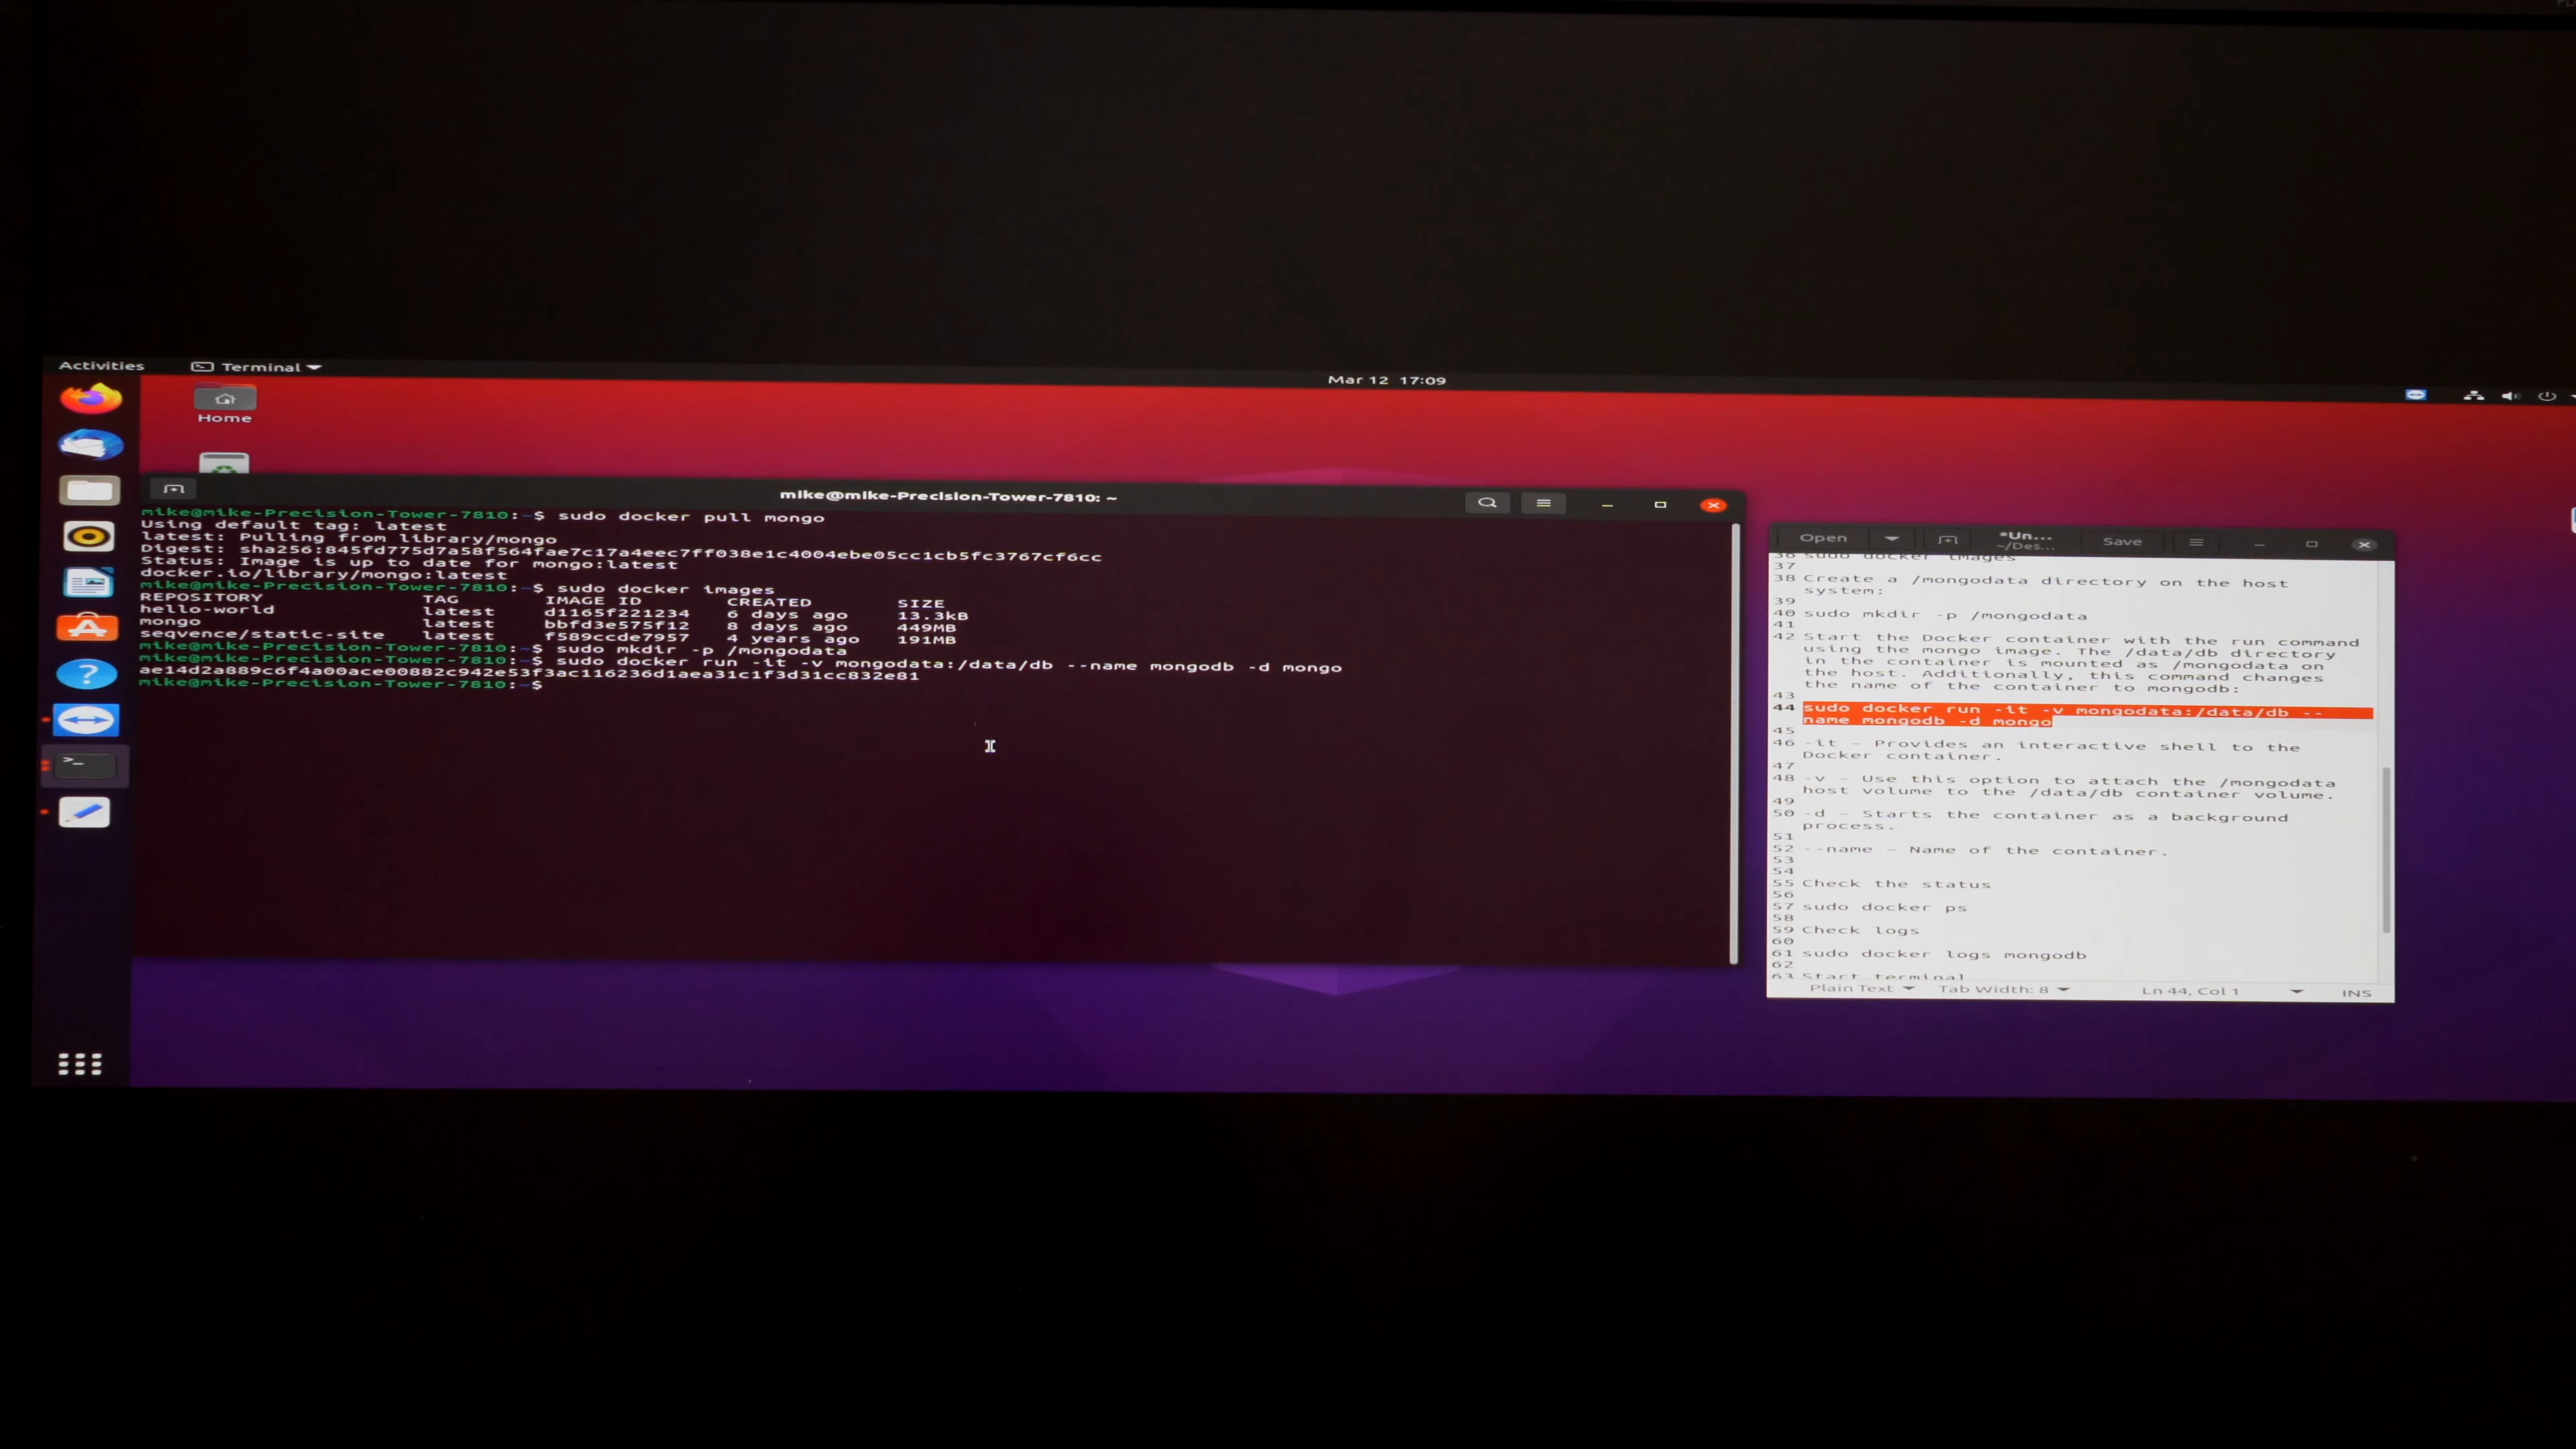 Activities
Terminal
Mar 12 17:09
Home
mike@mike-Precision-Tower-7810: ~
mike@mike-Precision-Tower-7810:~$ sudo docker pull mongo
Using default tag: latest
latest: Pulling from library/mongo
Digest: sha256:845fd775d7a58f564fae7c17a4eec7ff038e1c4004ebe05cc1cb5fc3767cf6cc
Status: Image is up to date for mongo:latest
docker.io/library/mongo:latest
mike@mike-Precision-Tower-7810:~$ sudo docker images
REPOSITORY TAG IMAGE ID CREATED SIZE
hello-world latest d1165f221234 6 days ago 13.3kB
mongo latest bbfd3e575f12 8 days ago 449MB
seqvence/static-site latest f589ccde7957 4 years ago 191MB
mike@mike-Precision-Tower-7810:~$ sudo mkdir -p /mongodata
mike@mike-Precision-Tower-7810:~$ sudo docker run -it -v mongodata:/data/db --name mongodb -d mongo
ae14d2a889c6f4a00ace00882c942e53f3ac116236d1aea31c1f3d31cc832e81
mike@mike-Precision-Tower-7810:~$
Open
*Un...
~/Des...
Save
36 sudo docker images
37
38 Create a /mongodata directory on the host
system:
39
40 sudo mkdir -p /mongodata
41
42 Start the Docker container with the run command
using the mongo image. The /data/db directory
in the container is mounted as /mongodata on
the host. Additionally, this command changes
the name of the container to mongodb:
43
44 sudo docker run -it -v mongodata:/data/db --
name mongodb -d mongo
45
46 -it – Provides an interactive shell to the
Docker container.
47
48 -v – Use this option to attach the /mongodata
host volume to the /data/db container volume.
49
50 -d – Starts the container as a background
process.
51
52 --name – Name of the container.
53
54
55 Check the status
56
57 sudo docker ps
58
59 Check logs
60
61 sudo docker logs mongodb
62
63 Start terminal
Plain Text Tab Width: 8 Ln 44, Col 1 INS